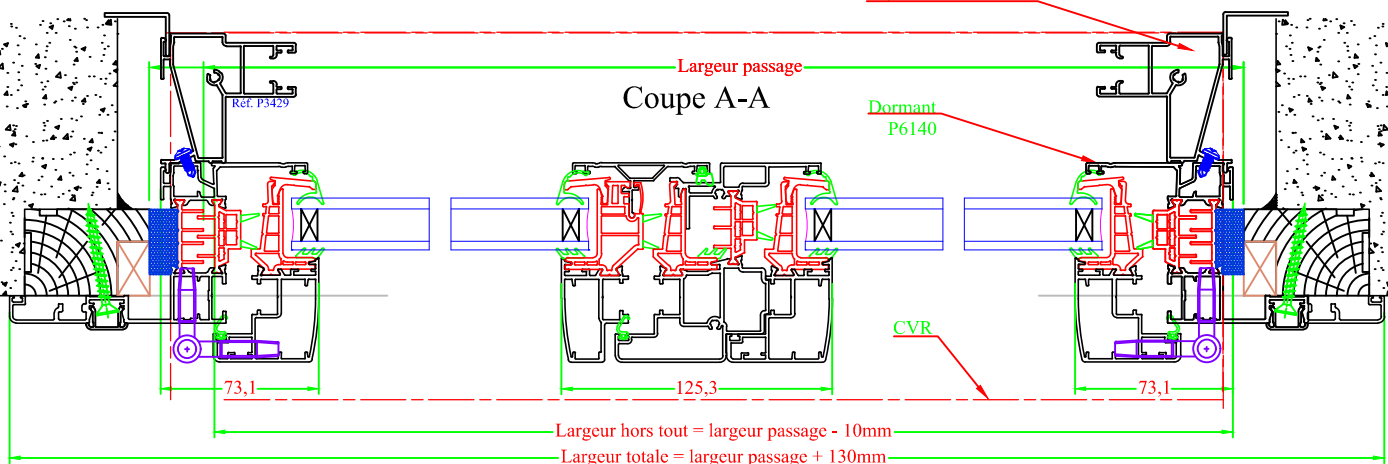 Largeur passage
Réf. P3429
Coupe A-A
Dormant
P6140
CVR
73,1
125,3
73,1
Largeur hors tout = largeur passage - 10mm
Largeur totale = largeur passage + 130mm